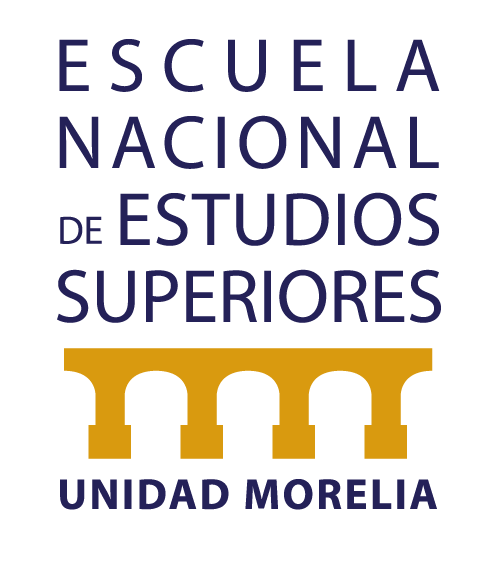 ESCUELA
NACIONAL
DE ESTUDIOS
SUPERIORES
UNIDAD MORELIA